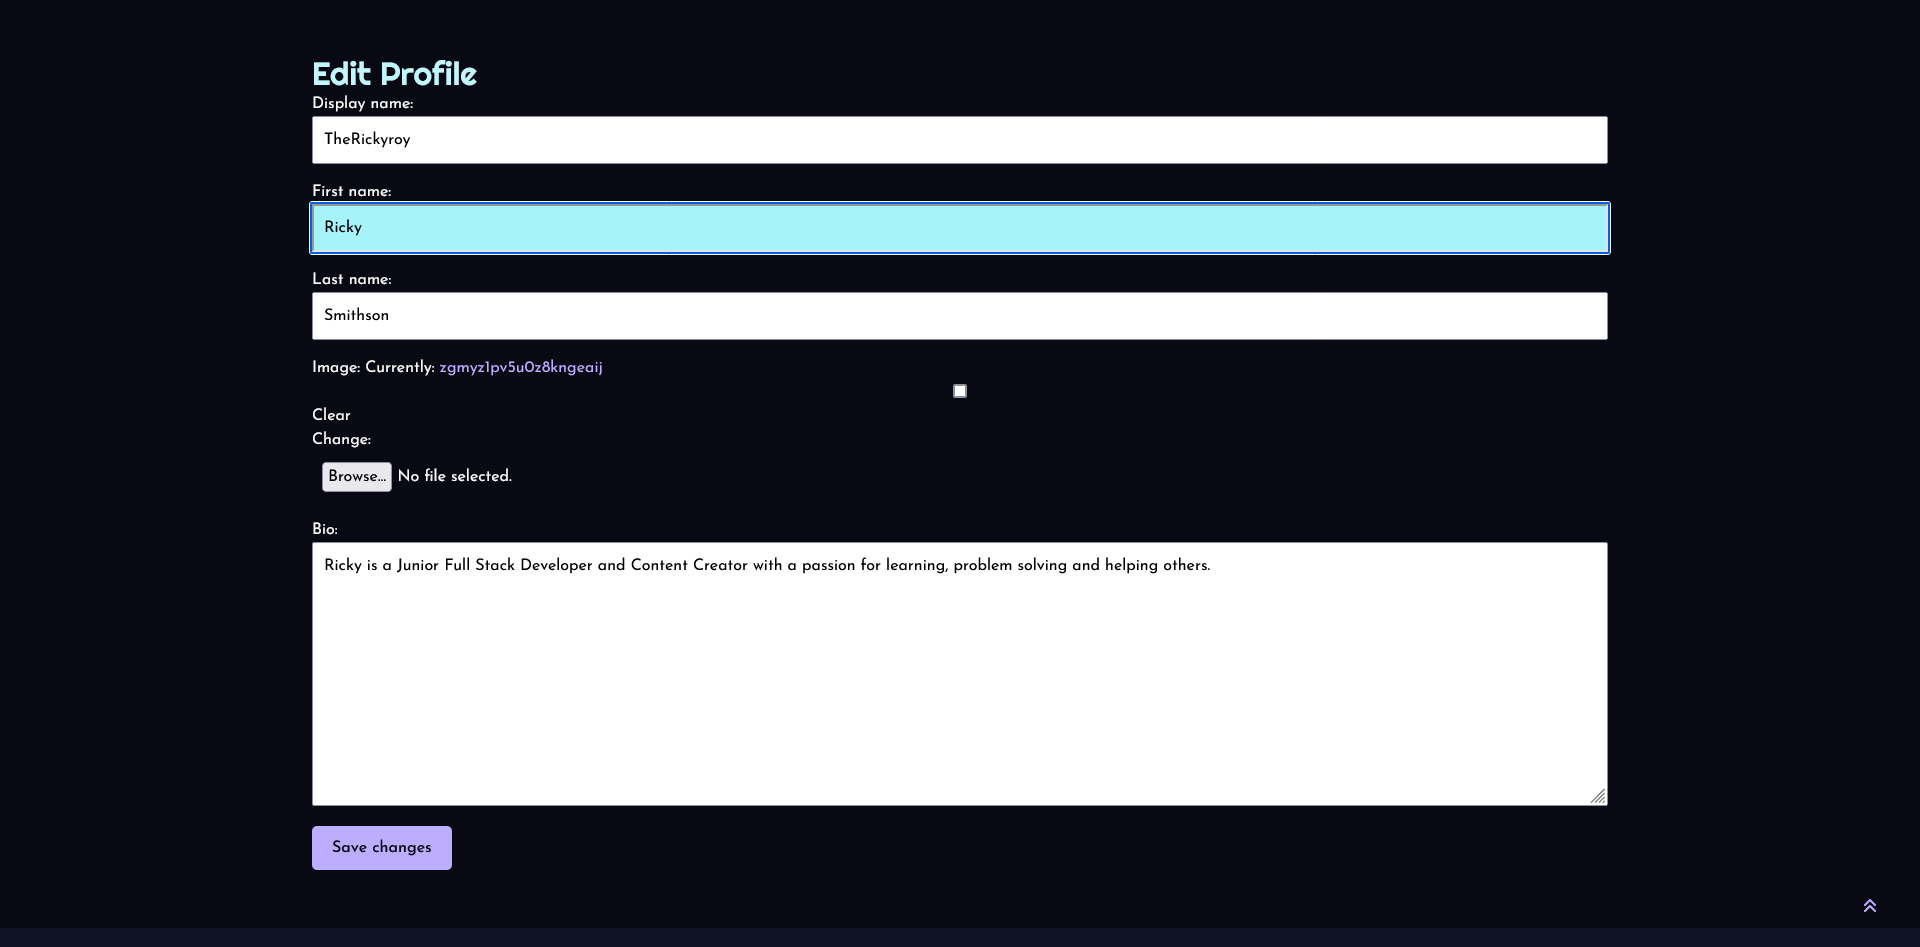 Edit Profile
Display name:
TheRickyroy
First name:
Ricky
Last name:
Smithson
Image: Currently: zgmyz1pv5u0z8kngeaij
Clear
Change:
Browse... No file selected.
Bio:
Ricky is a Junior Full Stack Developer and Content Creator with a passion for learning, problem solving and helping others.
Save changes